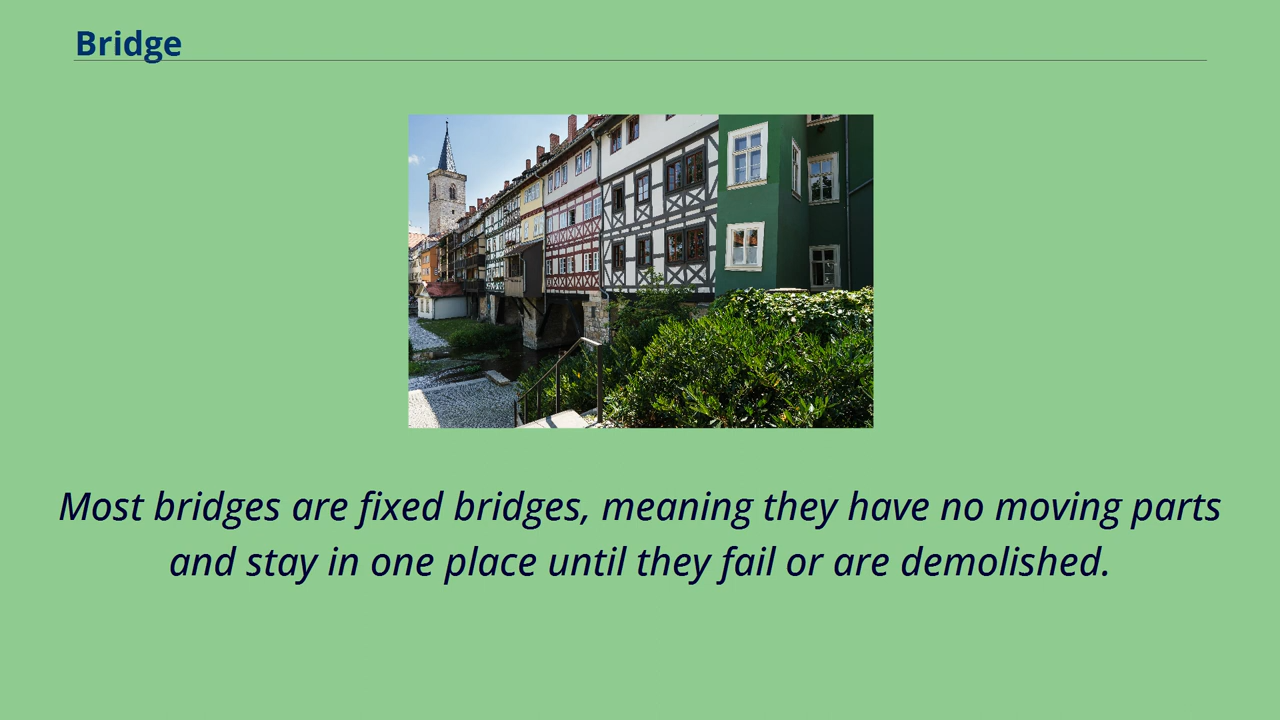 Bridge
Most bridges are fixed bridges, meaning they have no moving parts
and stay in one place until they fail or are demolished.